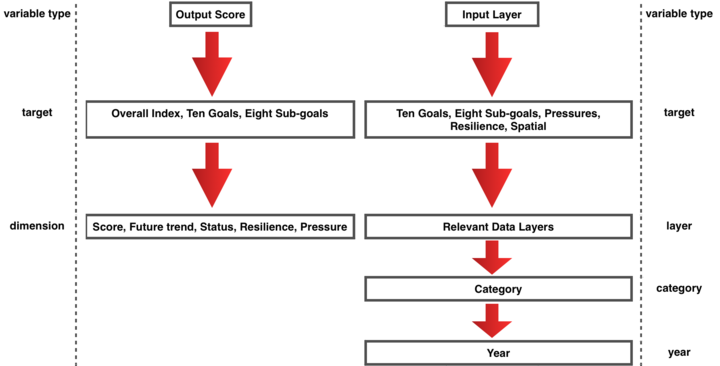 variable type
Output Score
Input Layer
variable type
target
Overall Index, Ten Goals, Eight Sub-goals
Ten Goals, Eight Sub-goals, Pressures,
Resilience, Spatial
target
dimension
Score, Future trend, Status, Resilience, Pressure
Relevant Data Layers
layer
Category
category
Year
year